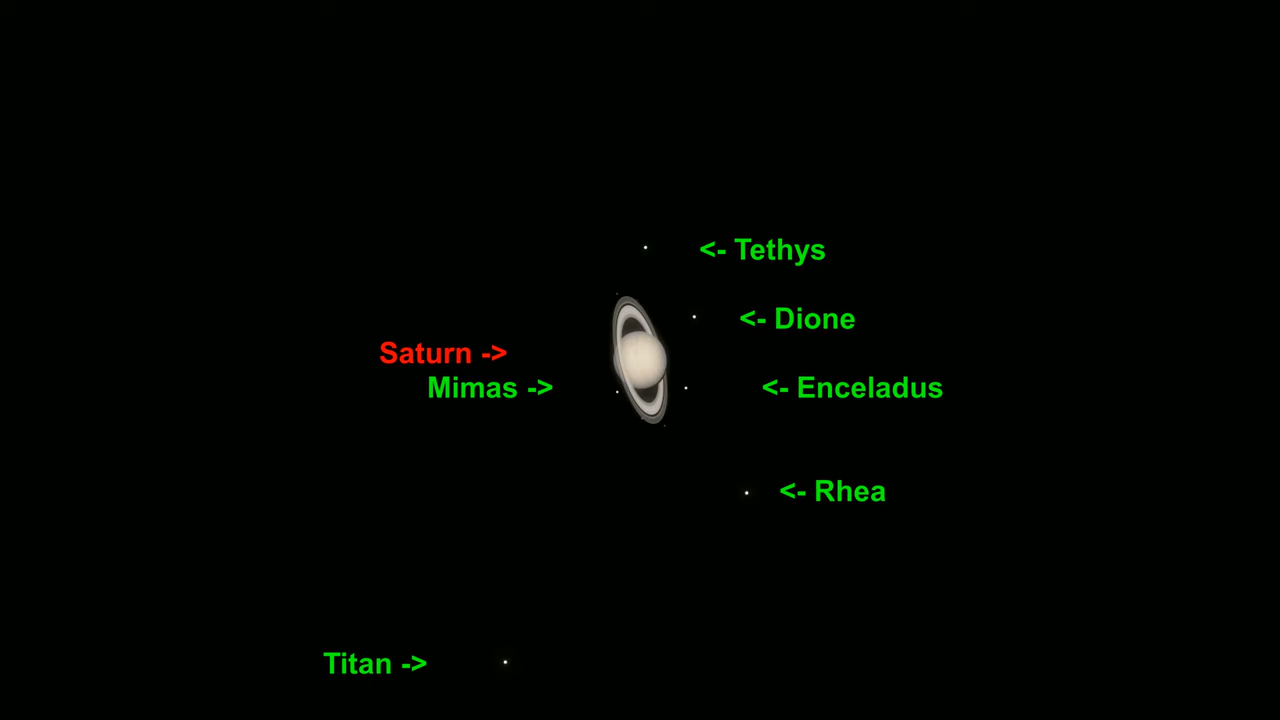 <- Tethys
<- Dione
Saturn ->
Mimas ->
<- Enceladus
<- Rhea
Titan ->